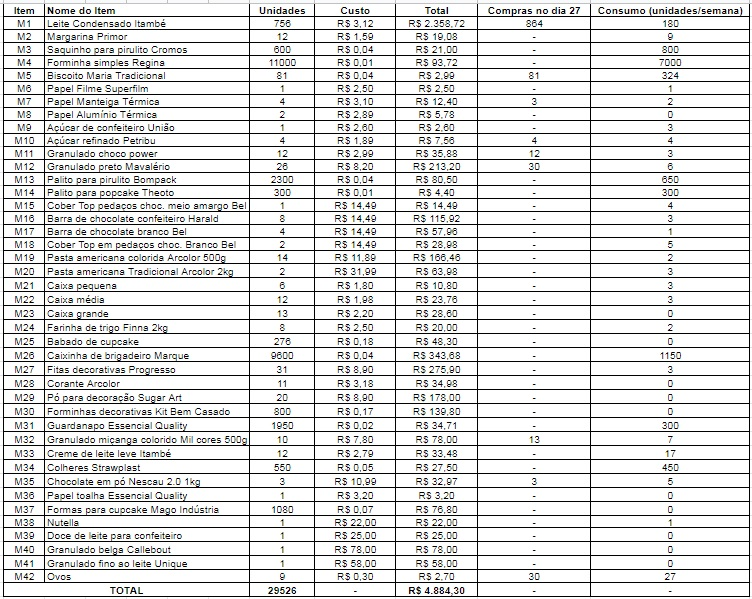 Item Nome do Item Unidades Custo Total Compras no dia 27 Consumo (unidades/semana)
M1 Leite Condensado Itambé 756 R$ 3,12 R$ 2.358,72 864 180
M2 Margarina Primor 12 R$ 1,59 R$ 19,08 - 9
M3 Saquinho para pirulito Cromos 600 R$ 0,04 R$ 21,00 - 800
M4 Forminha simples Regina 11000 R$ 0,01 R$ 93,72 - 7000
M5 Biscoito Maria Tradicional 81 R$ 0,04 R$ 2,99 81 324
M6 Papel Filme Superfilm 1 R$ 2,50 R$ 2,50 - 1
M7 Papel Manteiga Térmica 4 R$ 3,10 R$ 12,40 3 2
M8 Papel Alumínio Térmica 2 R$ 2,89 R$ 5,78 - 0
M9 Açúcar de confeiteiro União 1 R$ 2,60 R$ 2,60 - 3
M10 Açúcar refinado Petribu 4 R$ 1,89 R$ 7,56 4 4
M11 Granulado choco power 12 R$ 2,99 R$ 35,88 12 3
M12 Granulado preto Mavalério 26 R$ 8,20 R$ 213,20 30 6
M13 Palito para pirulito Bompack 2300 R$ 0,04 R$ 80,50 - 650
M14 Palito para popcake Theoto 300 R$ 0,01 R$ 4,40 - 300
M15 Cober Top pedaços choc. meio amargo Bel 1 R$ 14,49 R$ 14,49 - 4
M16 Barra de chocolate confeiteiro Harald 8 R$ 14,49 R$ 115,92 - 3
M17 Barra de chocolate branco Bel 4 R$ 14,49 R$ 57,96 - 1
M18 Cober Top em pedaços choc. Branco Bel 2 R$ 14,49 R$ 28,98 - 5
M19 Pasta americana colorida Arcolor 500g 14 R$ 11,89 R$ 166,46 - 2
M20 Pasta americana Tradicional Arcolor 2kg 2 R$ 31,99 R$ 63,98 - 3
M21 Caixa pequena 6 R$ 1,80 R$ 10,80 - 3
M22 Caixa média 12 R$ 1,98 R$ 23,76 - 3
M23 Caixa grande 13 R$ 2,20 R$ 28,60 - 0
M24 Farinha de trigo Finna 2kg 8 R$ 2,50 R$ 20,00 - 2
M25 Babado de cupcake 276 R$ 0,18 R$ 48,30 - 0
M26 Caixinha de brigadeiro Marque 9600 R$ 0,04 R$ 343,68 - 1150
M27 Fitas decorativas Progresso 31 R$ 8,90 R$ 275,90 - 3
M28 Corante Arcolor 11 R$ 3,18 R$ 34,98 - 0
M29 Pó para decoração Sugar Art 20 R$ 8,90 R$ 178,00 - 0
M30 Forminhas decorativas Kit Bem Casado 800 R$ 0,17 R$ 139,80 - 0
M31 Guardanapo Essencial Quality 1950 R$ 0,02 R$ 34,71 - 300
M32 Granulado miçanga colorido Mil cores 500g 10 R$ 7,80 R$ 78,00 13 7
M33 Creme de leite leve Itambé 12 R$ 2,79 R$ 33,48 - 17
M34 Colheres Strawplast 550 R$ 0,05 R$ 27,50 - 450
M35 Chocolate em pó Nescau 2.0 1kg 3 R$ 10,99 R$ 32,97 3 5
M36 Papel toalha Essencial Quality 1 R$ 3,20 R$ 3,20 - 0
M37 Formas para cupcake Mago Indústria 1080 R$ 0,07 R$ 76,80 - 0
M38 Nutella 1 R$ 22,00 R$ 22,00 - 1
M39 Doce de leite para confeiteiro 1 R$ 25,00 R$ 25,00 - 0
M40 Granulado belga Callebout 1 R$ 78,00 R$ 78,00 - 0
M41 Granulado fino ao leite Unique 1 R$ 58,00 R$ 58,00 - 0
M42 Ovos 9 R$ 0,30 R$ 2,70 30 27
TOTAL 29526 - R$ 4.884,30 - -